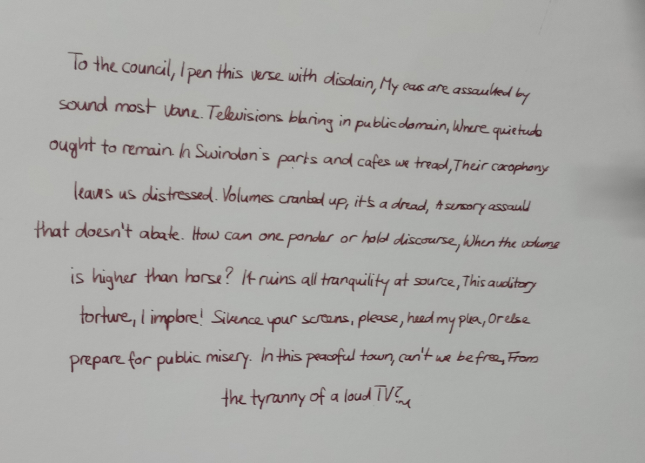 To the council, I pen this verse with disdain, My ears are assaulted by
sound most vane. Televisions blaring in public domain, Where quietude
ought to remain in Swindon's parts and cafes we tread, Their cacophony
leaves us distressed. Volumes cranked up, it's a dread, A sensory assault
that doesn't abate. How can one ponder or hold discourse, When the volume
is higher than horse? It ruins all tranquility at source, This auditory
torture, I implore! Silence your screens, please, heed my plea, Or else
prepare for public misery. In this peaceful town, can't we be free, From
the tyranny of a loud TV?